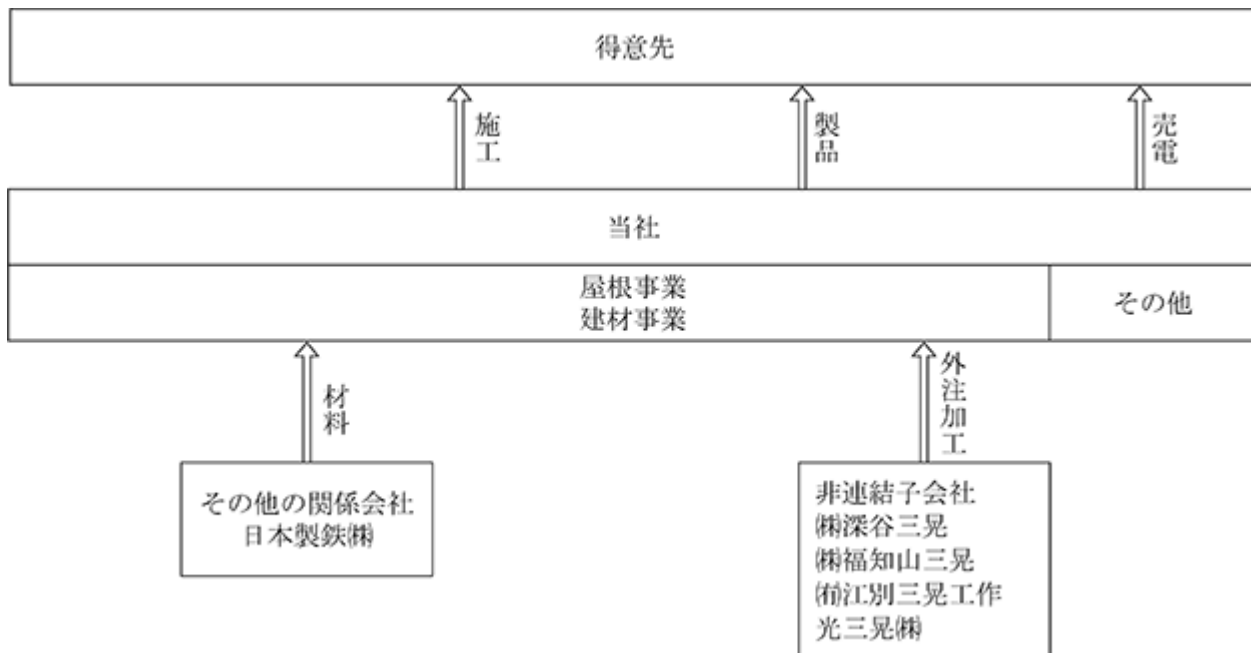 得意先
施工
製品
売電
当社
屋根事業
建材事業
その他
材料
外注加工
その他の関係会社
日本製鉄㈱
非連結子会社
㈱深谷三晃
㈱福知山三晃
㈲江別三晃工作
光三晃㈱